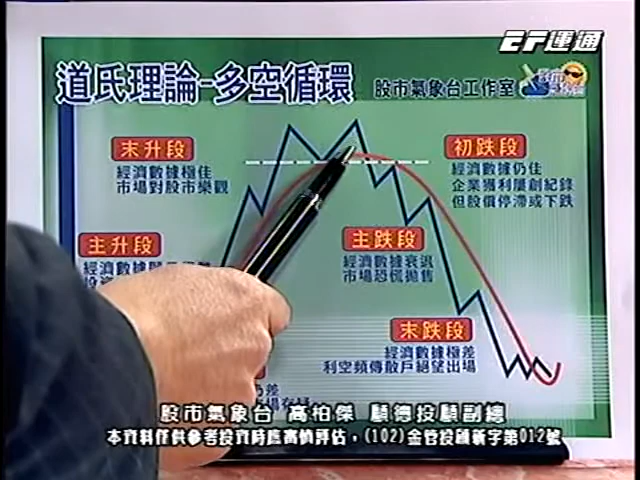 EF運通
道氏理論-多空循環
股市氣象台工作室
末升段
經濟數據極佳
市場對股市樂觀
初跌段
經濟數據仍佳
企業獲利屢創紀錄
但股價停滯或下跌
主升段
經濟數據
主跌段
經濟數據衰退
市場恐慌拋售
末跌段
經濟數據極差
利空頻傳散戶絕望出場
股市氣象台 高柏傑 顧德投顧副總
本資料僅供參考投資時應審慎評估，(102)金管投顧新字第012號